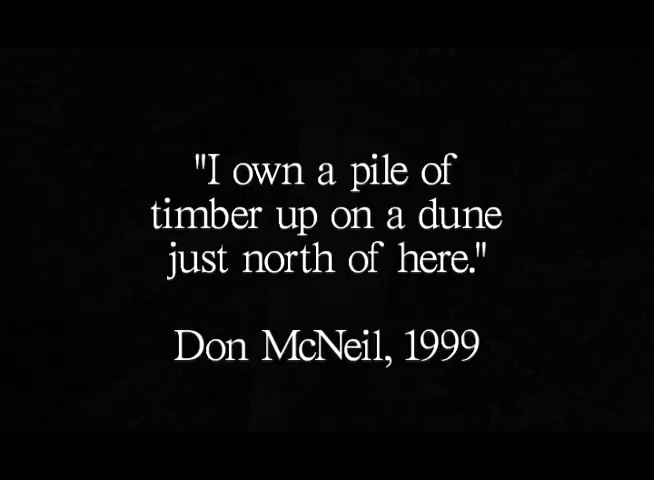 "I own a pile of
timber up on a dune
just north of here."
Don McNeil, 1999